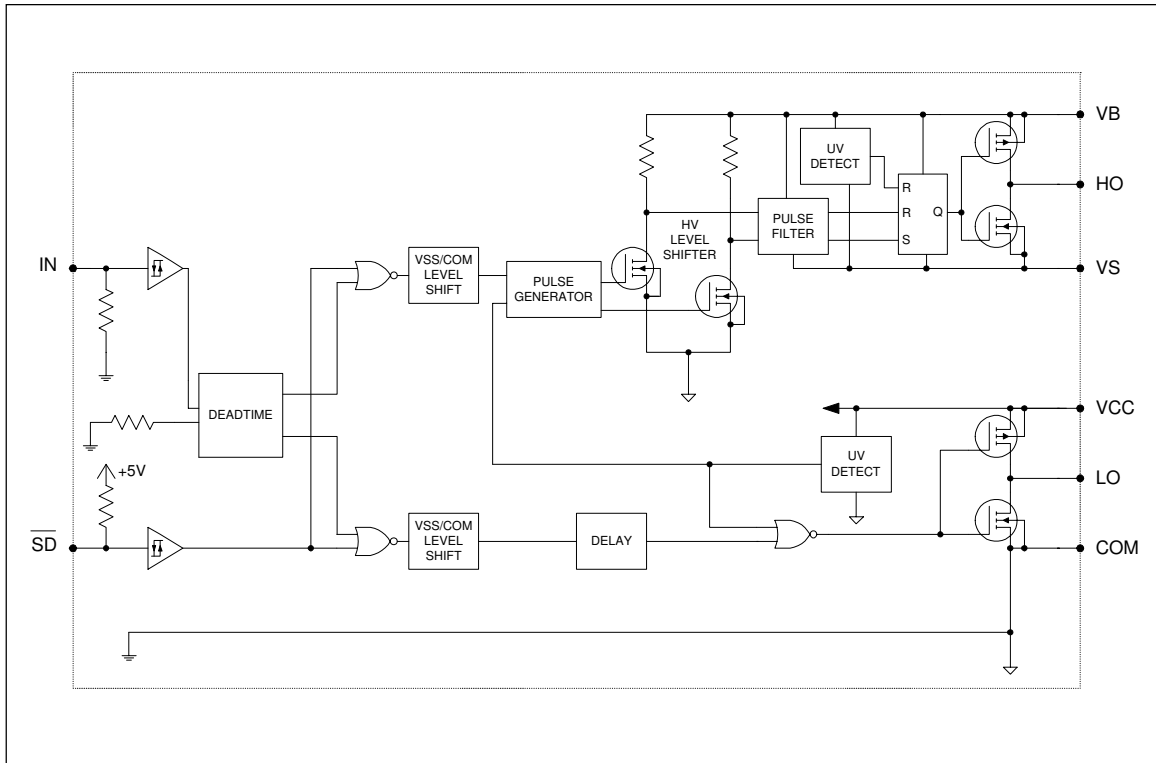 VB
UV
DETECT
HO
R
R
Q
S
PULSE
FILTER
HV
LEVEL
SHIFTER
IN
VSS/COM
LEVEL
SHIFT
PULSE
GENERATOR
VS
DEADTIME
VCC
UV
DETECT
+5V
LO
SD
VSS/COM
LEVEL
SHIFT
DELAY
COM